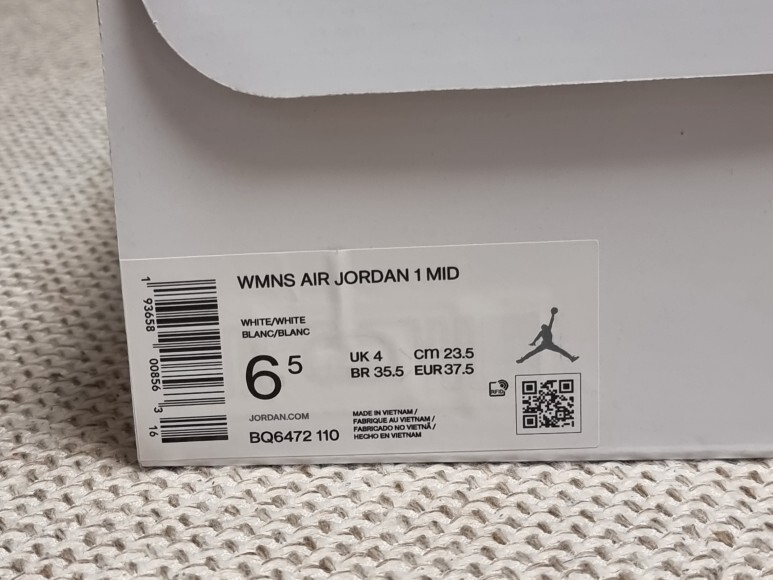 WMNS AIR JORDAN 1 MID
WHITE/WHITE
BLANC/BLANC
6 5
UK 4 cm 23.5
BR 35.5 EUR 37.5
JORDAN.COM
BQ6472 110
MADE IN VIETNAM /
FABRIQUE AU VIETNAM /
FABRICADO NO VIETNÃ /
HECHO EN VIETNAM
RFID
1 93658 00856 3 16